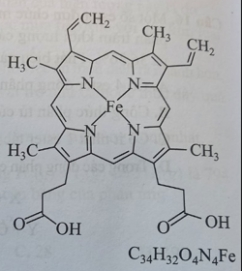 CH₂
CH₃
CH₂
H₃C
N N
Fe
N N
H₃C CH₃
O OH O OH
C₃₄H₃₂O₄N₄Fe